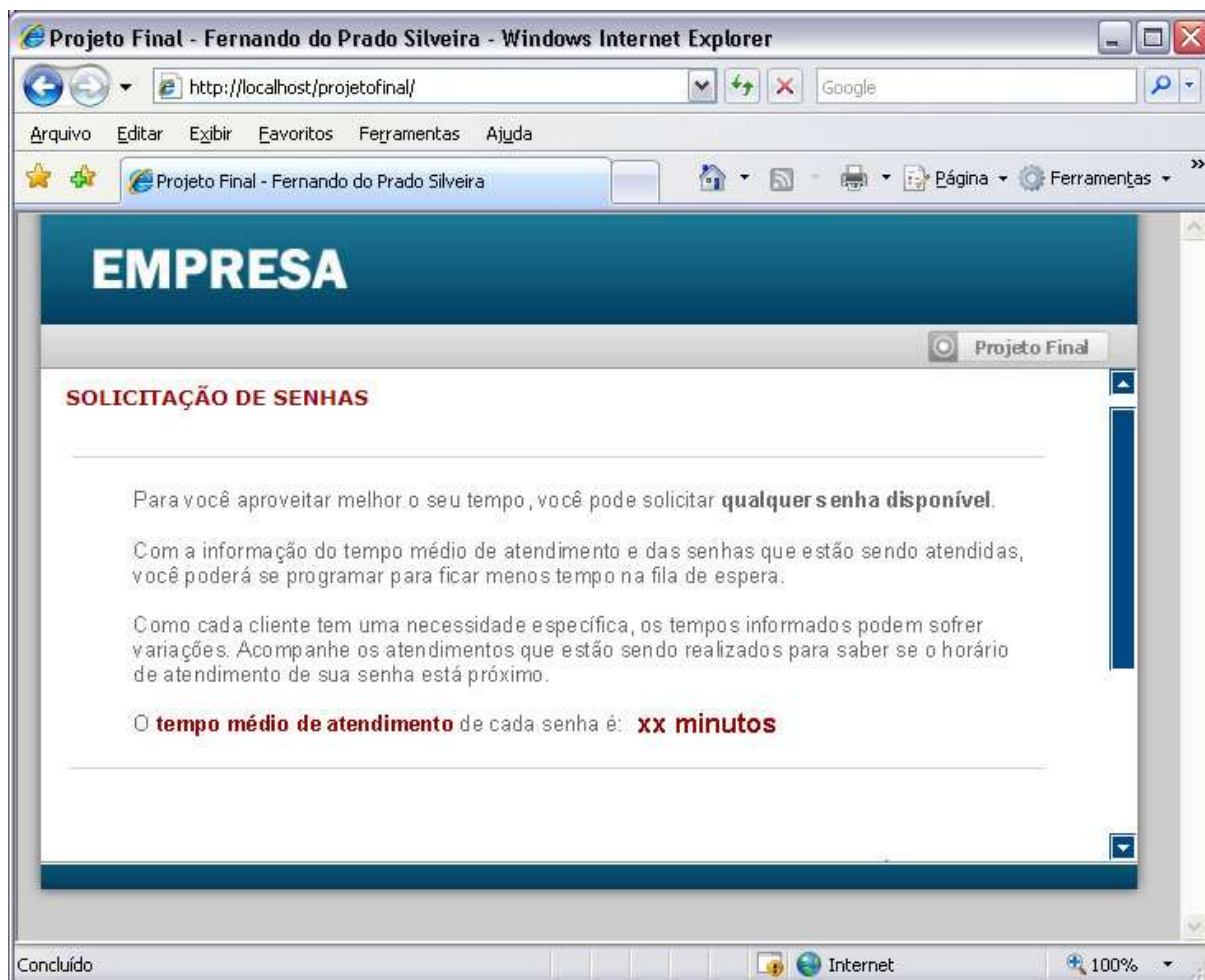 Projeto Final - Fernando do Prado Silveira - Windows Internet Explorer
http://localhost/projetofinal/
Google
Arquivo Editar Exibir Favoritos Ferramentas Ajuda
Projeto Final - Fernando do Prado Silveira
Página Ferramentas »
EMPRESA
Projeto Final
SOLICITAÇÃO DE SENHAS
Para você aproveitar melhor o seu tempo, você pode solicitar qualquer senha disponível.
Com a informação do tempo médio de atendimento e das senhas que estão sendo atendidas,
você poderá se programar para ficar menos tempo na fila de espera.
Como cada cliente tem uma necessidade específica, os tempos informados podem sofrer
variações. Acompanhe os atendimentos que estão sendo realizados para saber se o horário
de atendimento de sua senha está próximo.
O tempo médio de atendimento de cada senha é: xx minutos
Concluído
Internet
100%